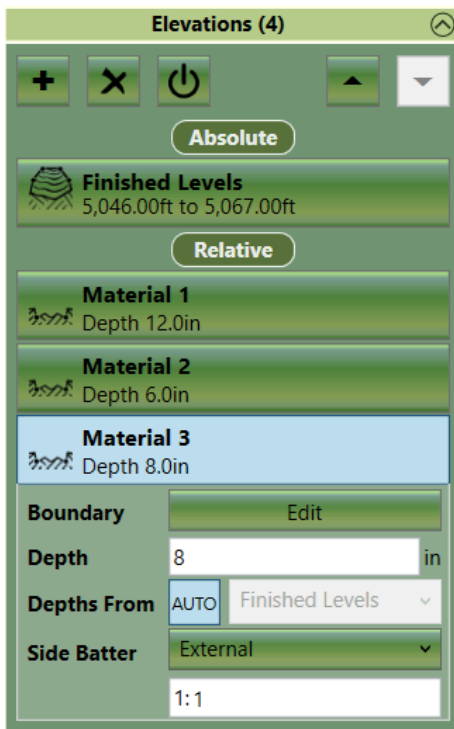 Elevations (4)
Absolute
Finished Levels
5,046.00ft to 5,067.00ft
Relative
Material 1
Depth 12.0in
Material 2
Depth 6.0in
Material 3
Depth 8.0in
Boundary Edit
Depth 8 in
Depths From AUTO Finished Levels
Side Batter External
1: 1